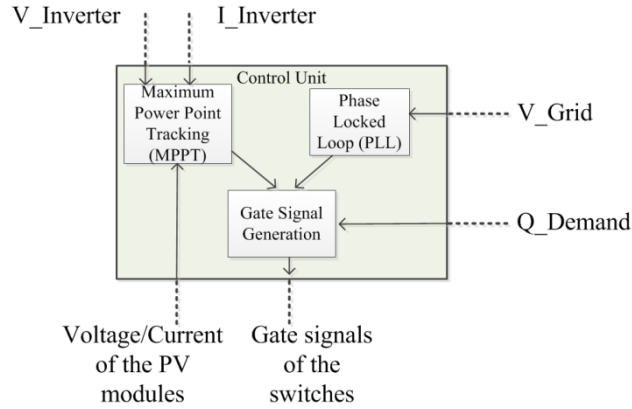 V_Inverter
I_Inverter
Control Unit
Maximum
Power Point
Tracking
(MPPT)
Phase
Locked
Loop (PLL)
V_Grid
Gate Signal
Generation
Q_Demand
Voltage/Current
of the PV
modules
Gate signals
of the
switches